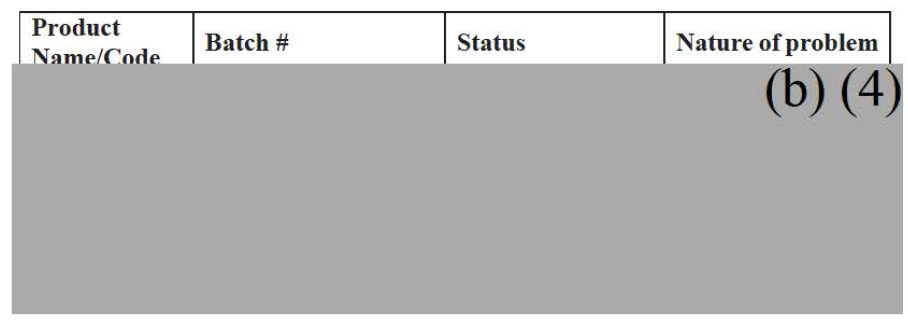 Product
Name/Code
Batch #
Status
Nature of problem
(b) (4)